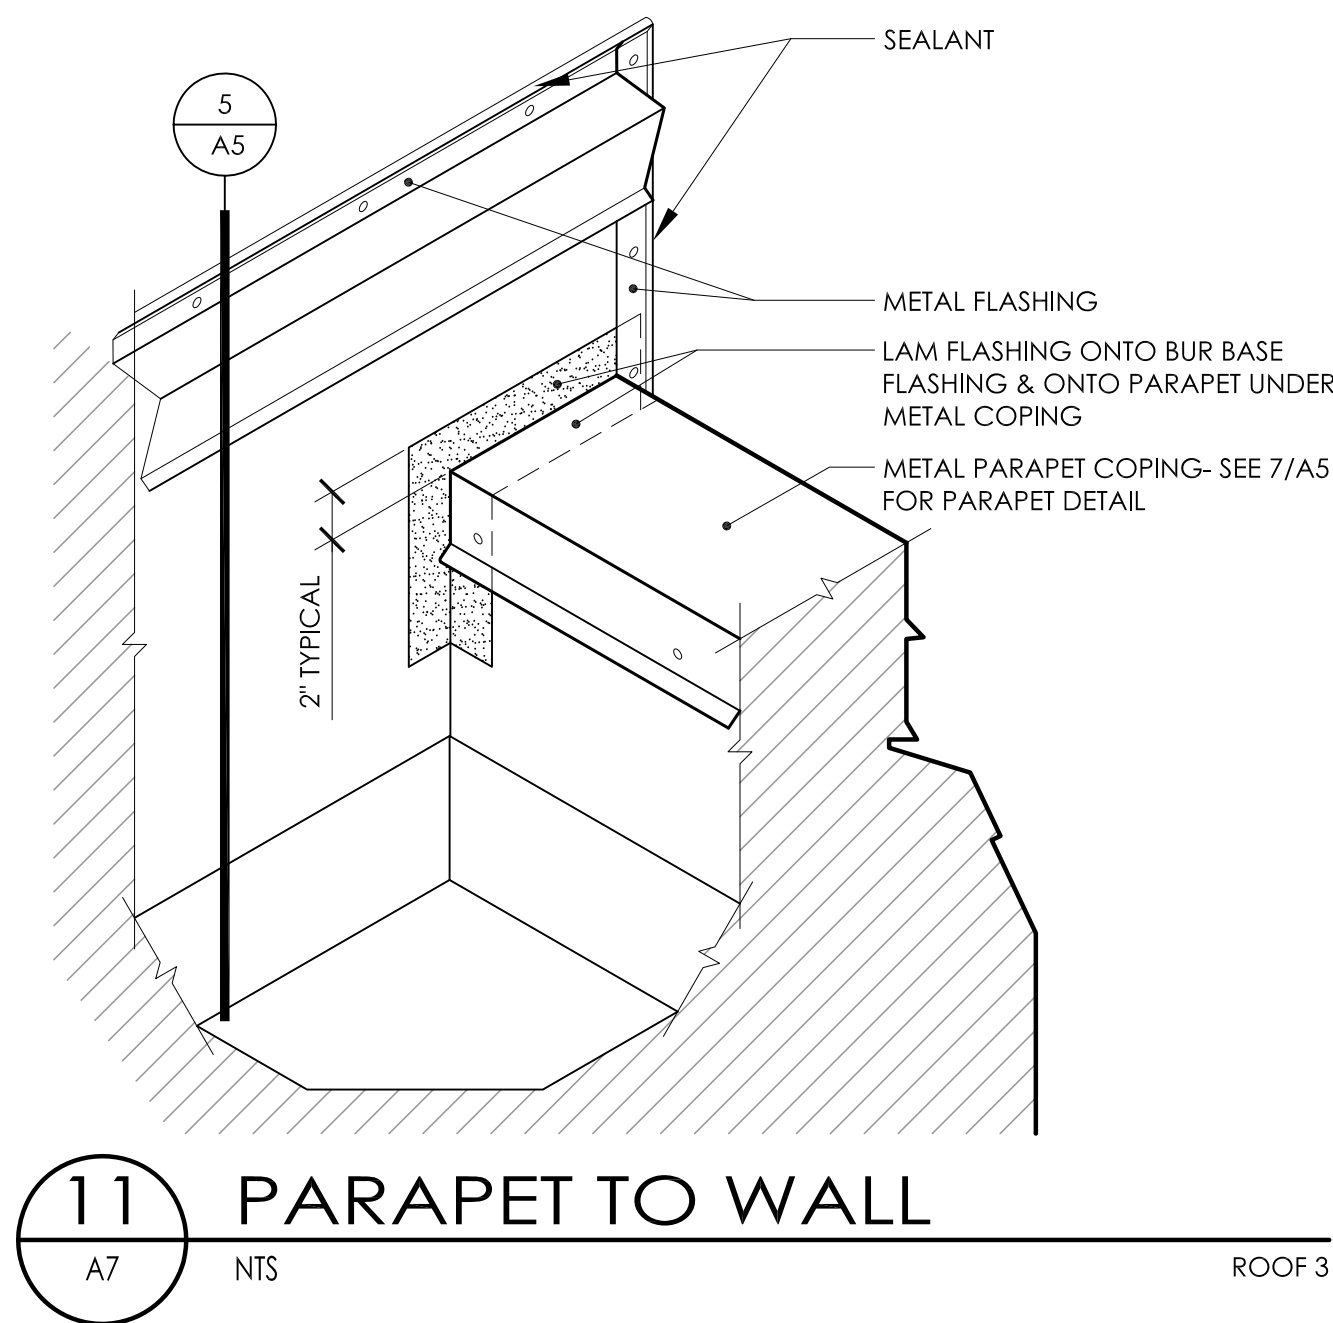 SEALANT
5
A5
METAL FLASHING
LAM FLASHING ONTO BUR BASE
FLASHING & ONTO PARAPET UNDER
METAL COPING
METAL PARAPET COPING- SEE 7/A5
FOR PARAPET DETAIL
2" TYPICAL
11
A7
PARAPET TO WALL
NTS
ROOF 3